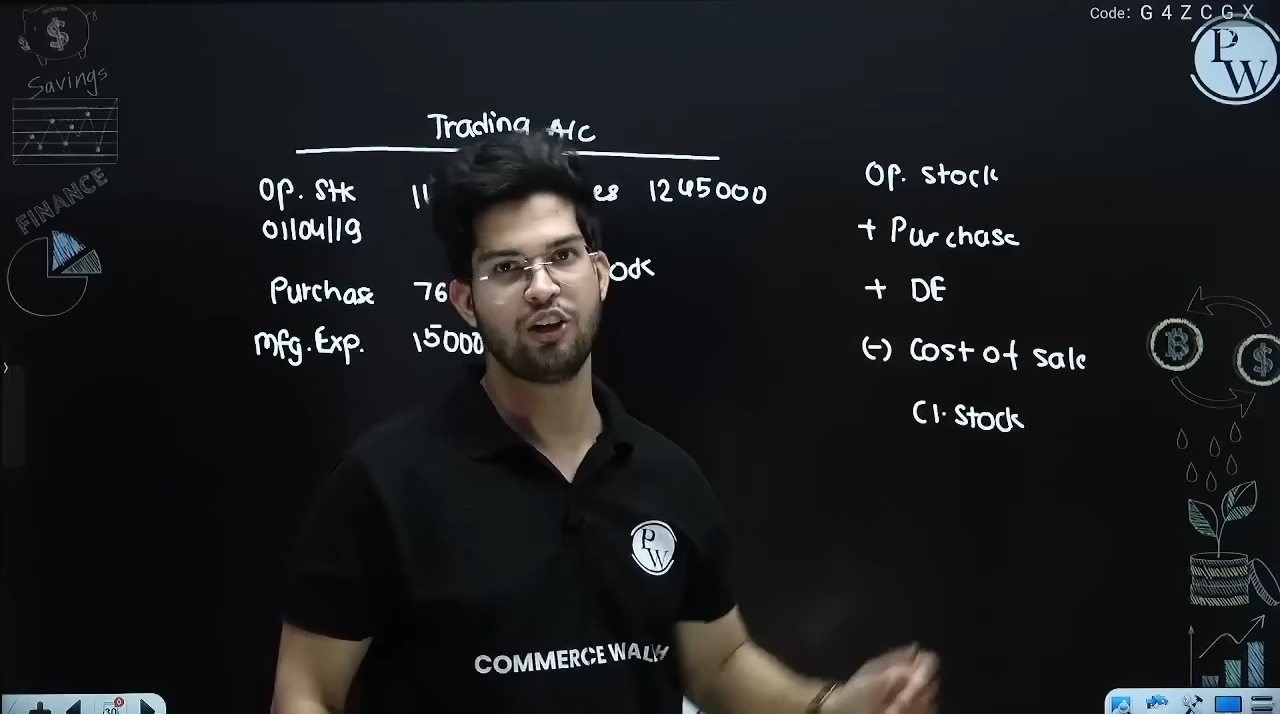 Code: G 4 Z C G X
P
W
Savings
FINANCE
Trading A/C
Op. Stk
1245000
01/04/19
Purchase
Mfg. Exp. 15000
Op. stock
+ Purchase
+ DE
(-) Cost of sale
Cl. Stock
P
W
COMMERCE WALLAH